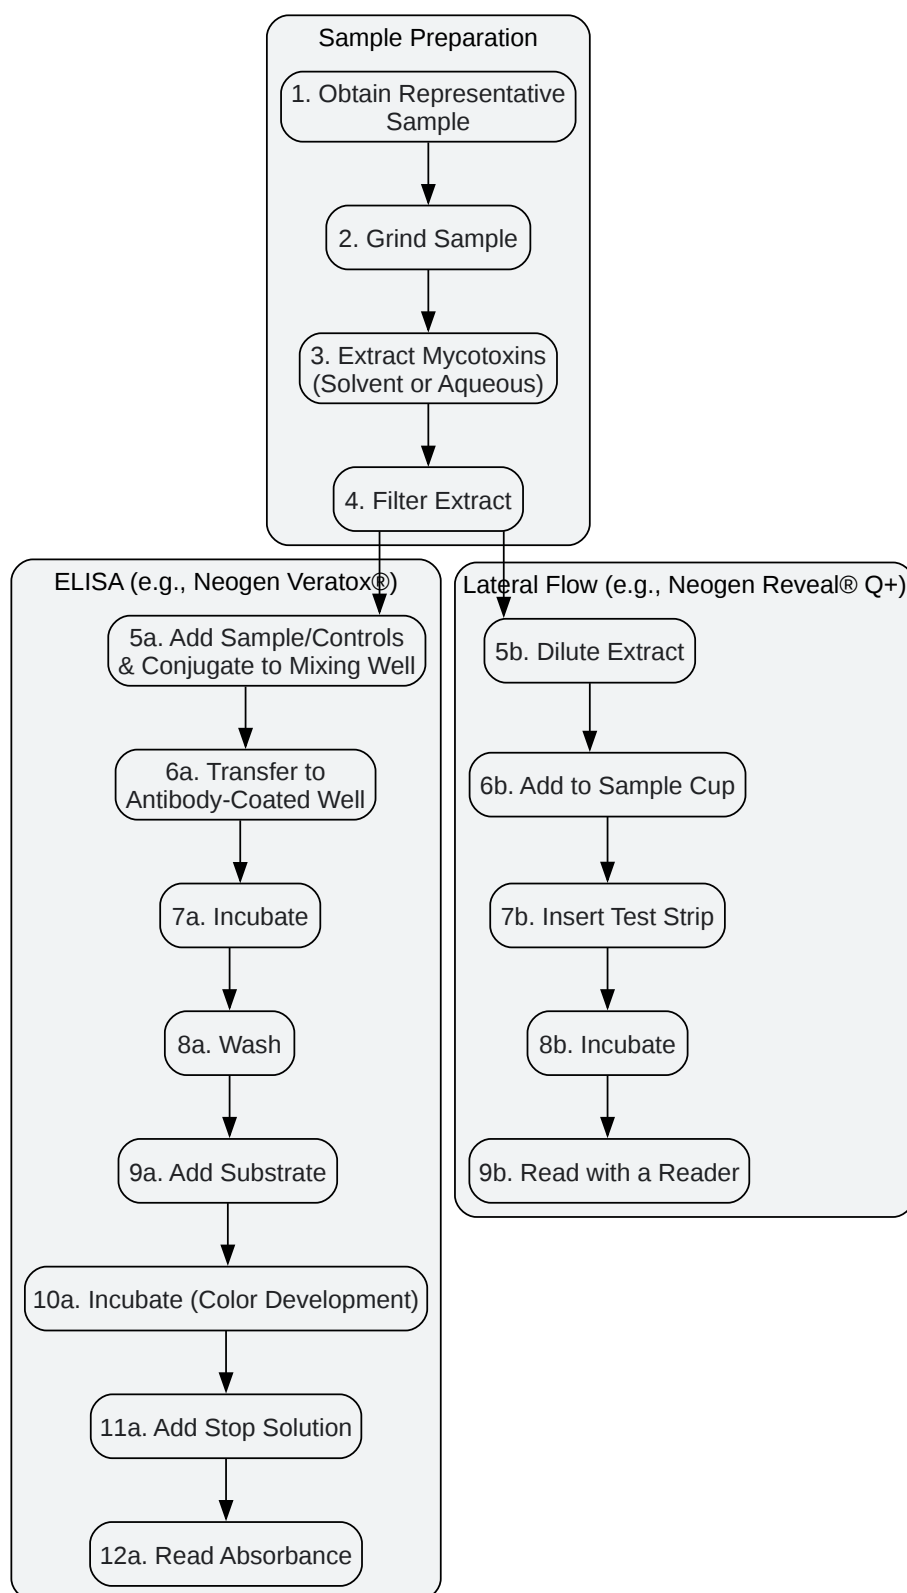 Sample Preparation
1. Obtain Representative
Sample
2. Grind Sample
3. Extract Mycotoxins
(Solvent or Aqueous)
4. Filter Extract
ELISA (e.g., Neogen Veratox®)
5a. Add Sample/Controls
& Conjugate to Mixing Well
6a. Transfer to
Antibody-Coated Well
7a. Incubate
8a. Wash
9a. Add Substrate
10a. Incubate (Color Development)
11a. Add Stop Solution
12a. Read Absorbance
Lateral Flow (e.g., Neogen Reveal® Q+)
5b. Dilute Extract
6b. Add to Sample Cup
7b. Insert Test Strip
8b. Incubate
9b. Read with a Reader